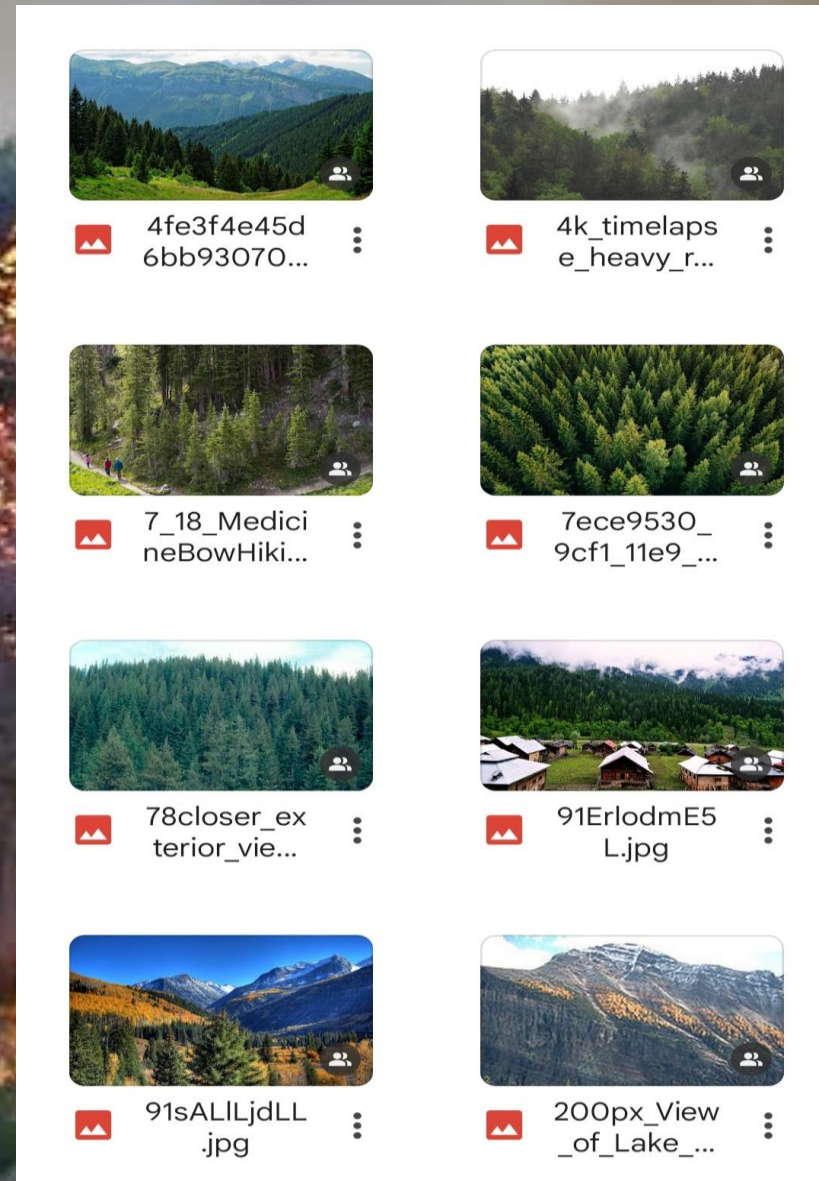 4fe3f4e45d
6bb93070...
4k_timelaps
e_heavy_r...
7_18_Medici
neBowHiki...
7ece9530_
9cf1_11e9_...
78closer_ex
terior_vie...
91ErlodmE5
L.jpg
91sALlLjdLL
.jpg
200px_View
_of_Lake_...